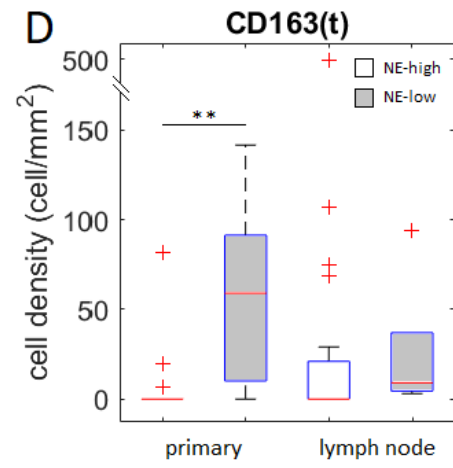 D
CD163(t)
cell density (cell/mm²)
500
150
100
50
0
NE-high
NE-low
**
primary
lymph node